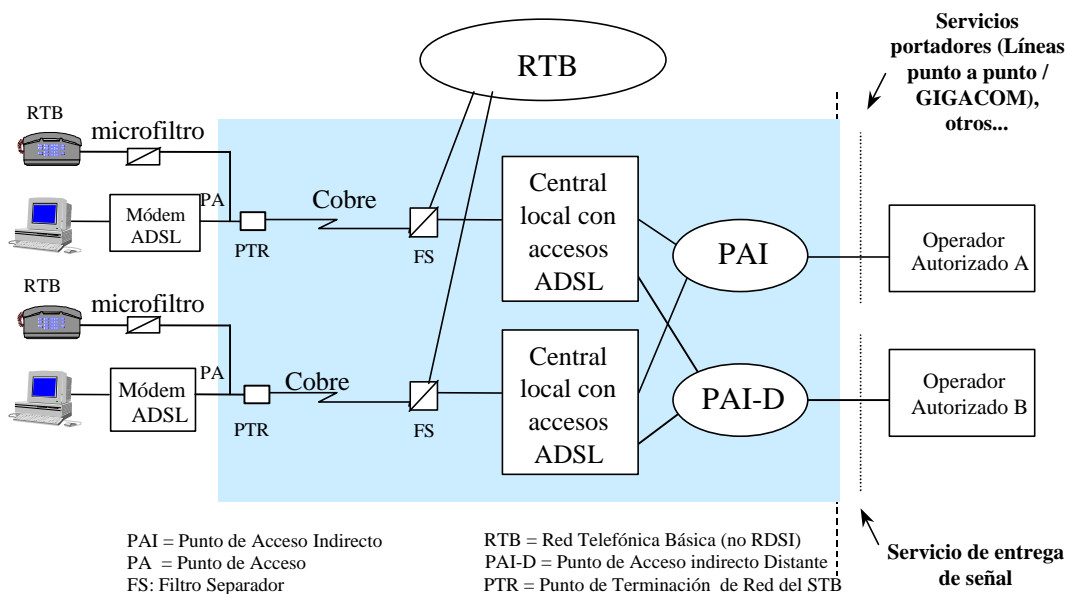 RTB
Servicios
portadores (Líneas
punto a punto /
GIGACOM),
otros...
RTB
microfiltro
PA
Módem
ADSL
PTR
Cobre
FS
Central
local con
accesos
ADSL
PAI
Operador
Autorizado A
RTB
microfiltro
PA
Módem
ADSL
PTR
Cobre
FS
Central
local con
accesos
ADSL
PAI-D
Operador
Autorizado B
PAI = Punto de Acceso Indirecto
PA = Punto de Acceso
FS: Filtro Separador
RTB = Red Telefónica Básica (no RDSI)
PAI-D = Punto de Acceso indirecto Distante
PTR = Punto de Terminación de Red del STB
Servicio de entrega
de señal